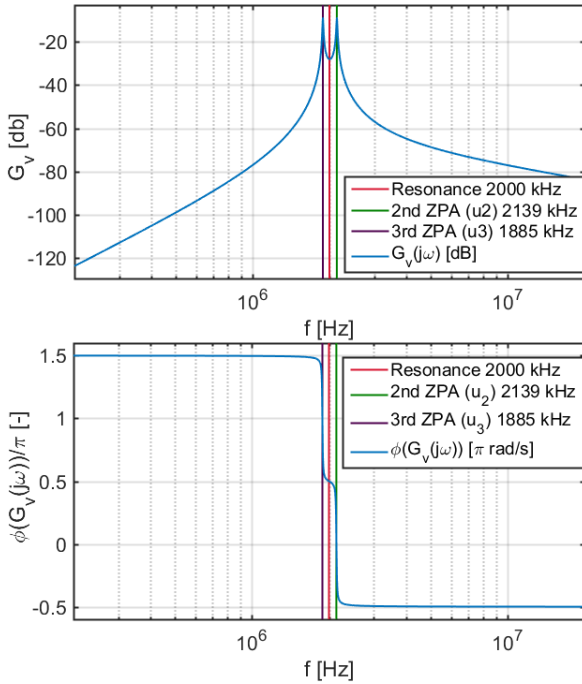 -20
-40
-60
-80
-100
-120
G_v [db]
Resonance 2000 kHz
2nd ZPA (u2) 2139 kHz
3rd ZPA (u3) 1885 kHz
G_v(jω) [dB]
10^6
10^7
f [Hz]
1.5
1
0.5
0
-0.5
ϕ(G_v(jω))/π [-]
Resonance 2000 kHz
2nd ZPA (u_2) 2139 kHz
3rd ZPA (u_3) 1885 kHz
ϕ(G_v(jω)) [π rad/s]
10^6
10^7
f [Hz]